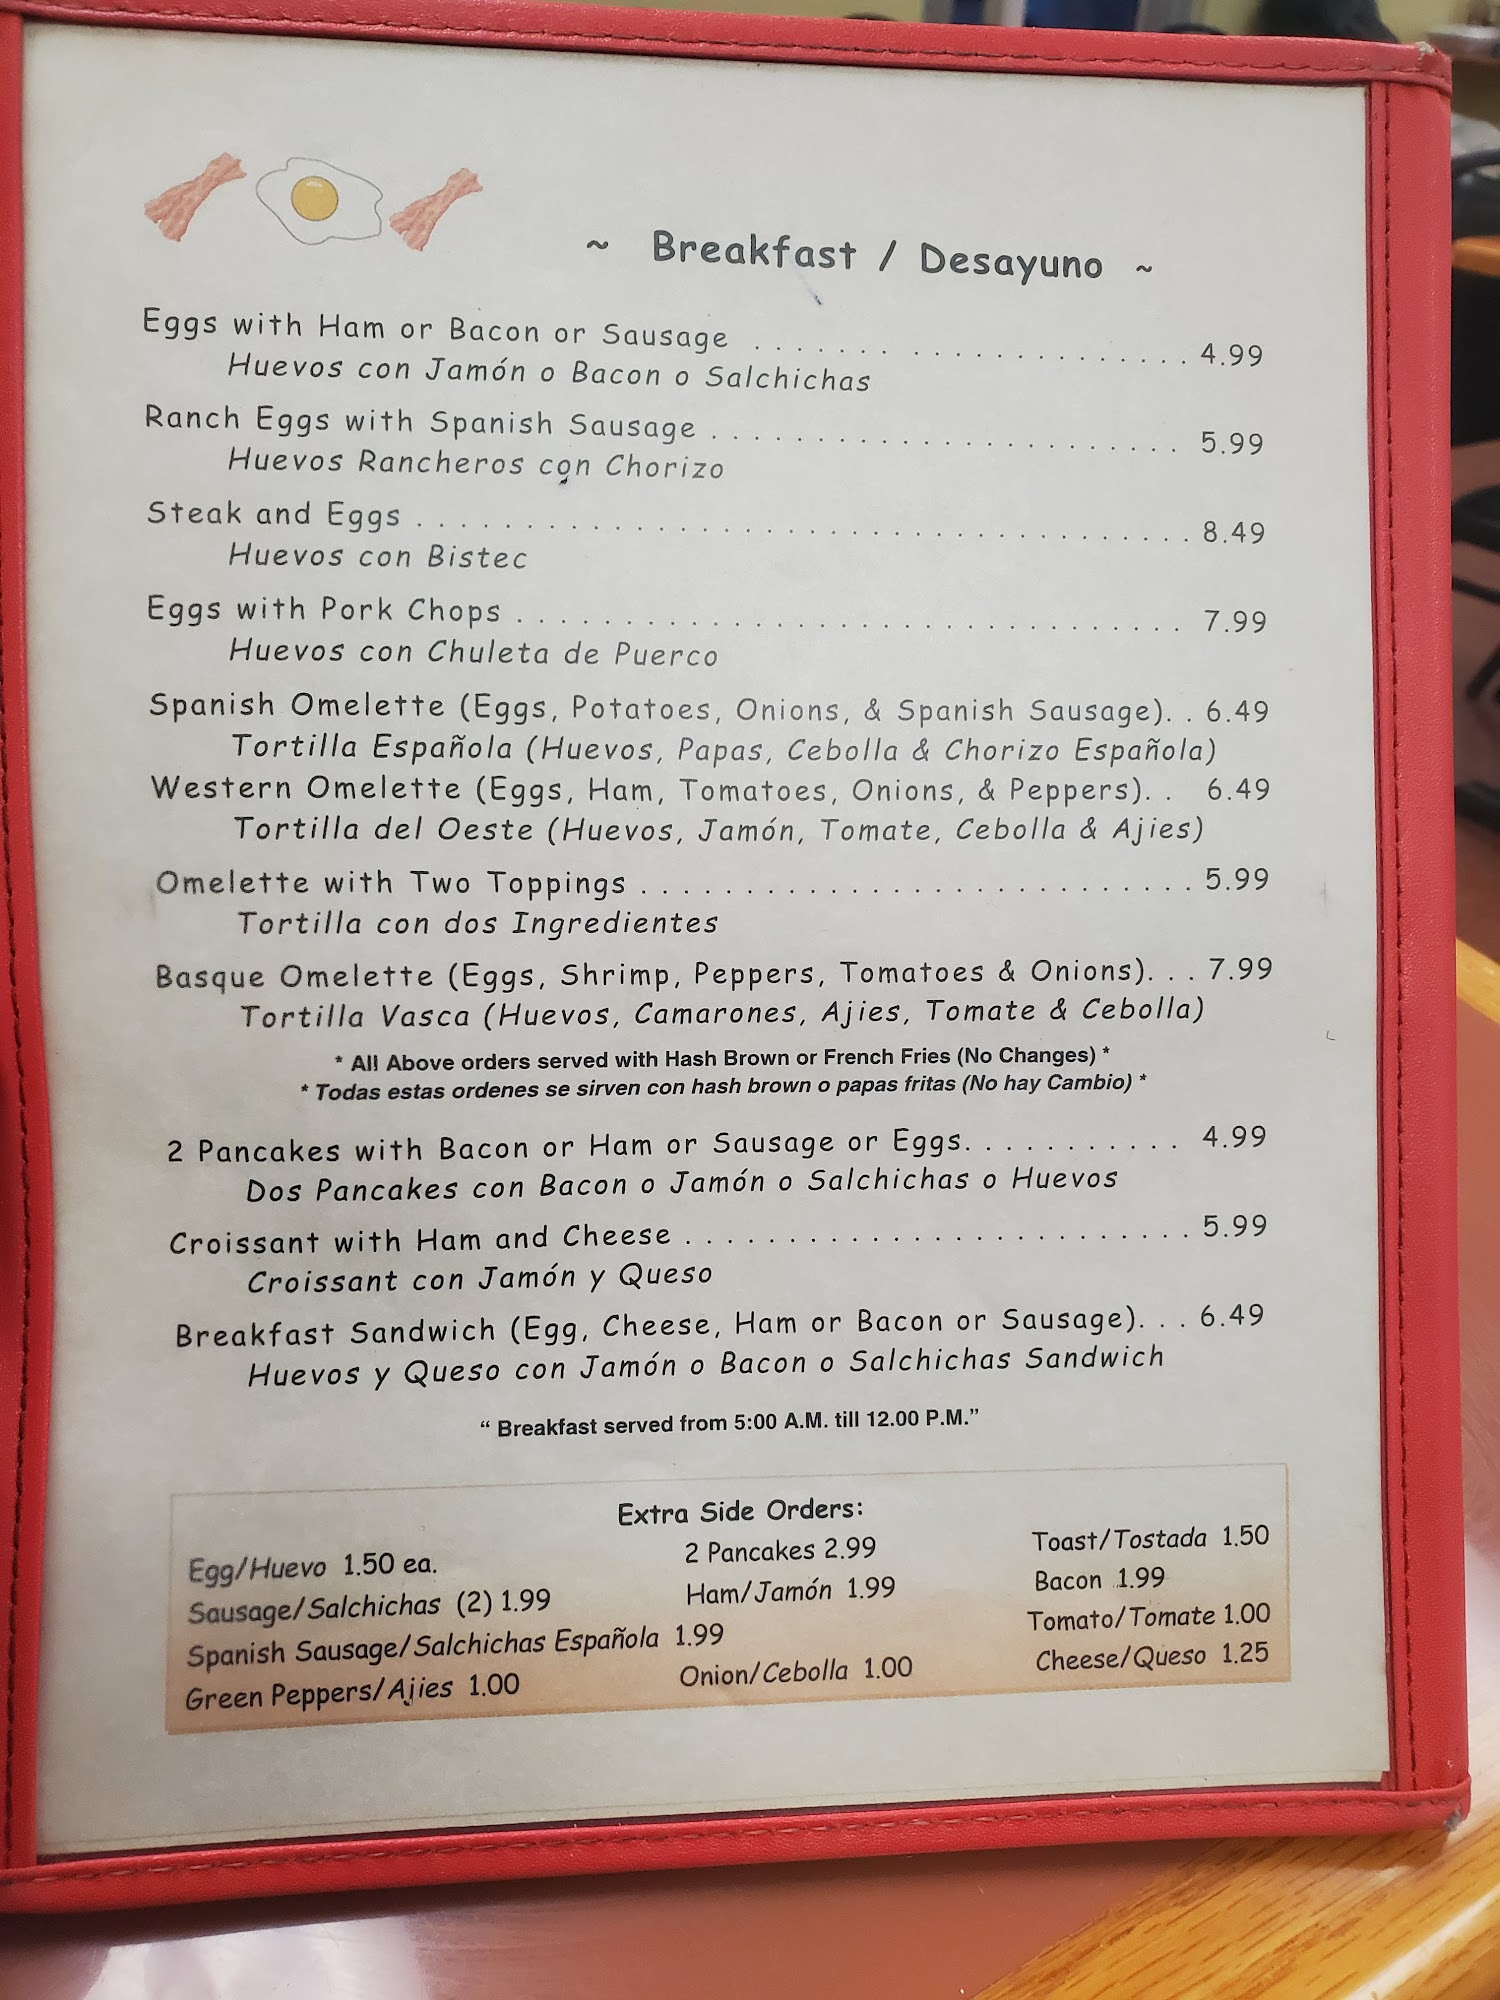 ~ Breakfast / Desayuno ~
Eggs with Ham or Bacon or Sausage . . . . . . . . . . . . . . . . . . . . . . . 4.99
Huevos con Jamón o Bacon o Salchichas
Ranch Eggs with Spanish Sausage . . . . . . . . . . . . . . . . . . . . . . . . . . 5.99
Huevos Rancheros con Chorizo
Steak and Eggs . . . . . . . . . . . . . . . . . . . . . . . . . . . . . . . . . . . . 8.49
Huevos con Bistec
Eggs with Pork Chops . . . . . . . . . . . . . . . . . . . . . . . . . . . . . . . 7.99
Huevos con Chuleta de Puerco
Spanish Omelette (Eggs, Potatoes, Onions, & Spanish Sausage). . 6.49
Tortilla Española (Huevos, Papas, Cebolla & Chorizo Española)
Western Omelette (Eggs, Ham, Tomatoes, Onions, & Peppers). . 6.49
Tortilla del Oeste (Huevos, Jamón, Tomate, Cebolla & Ajies)
Omelette with Two Toppings . . . . . . . . . . . . . . . . . . . . . . . . . . 5.99
Tortilla con dos Ingredientes
Basque Omelette (Eggs, Shrimp, Peppers, Tomatoes & Onions). . . 7.99
Tortilla Vasca (Huevos, Camarones, Ajies, Tomate & Cebolla)
* All Above orders served with Hash Brown or French Fries (No Changes) *
* Todas estas ordenes se sirven con hash brown o papas fritas (No hay Cambio) *
2 Pancakes with Bacon or Ham or Sausage or Eggs. . . . . . . . . . . 4.99
Dos Pancakes con Bacon o Jamón o Salchichas o Huevos
Croissant with Ham and Cheese . . . . . . . . . . . . . . . . . . . . . . . . 5.99
Croissant con Jamón y Queso
Breakfast Sandwich (Egg, Cheese, Ham or Bacon or Sausage). . . 6.49
Huevos y Queso con Jamón o Bacon o Salchichas Sandwich
“ Breakfast served from 5:00 A.M. till 12.00 P.M.”
Extra Side Orders:
Egg/Huevo 1.50 ea. 2 Pancakes 2.99 Toast/Tostada 1.50
Sausage/Salchichas (2) 1.99 Ham/Jamón 1.99 Bacon 1.99
Spanish Sausage/Salchichas Española 1.99 Tomato/Tomate 1.00
Green Peppers/Ajies 1.00 Onion/Cebolla 1.00 Cheese/Queso 1.25